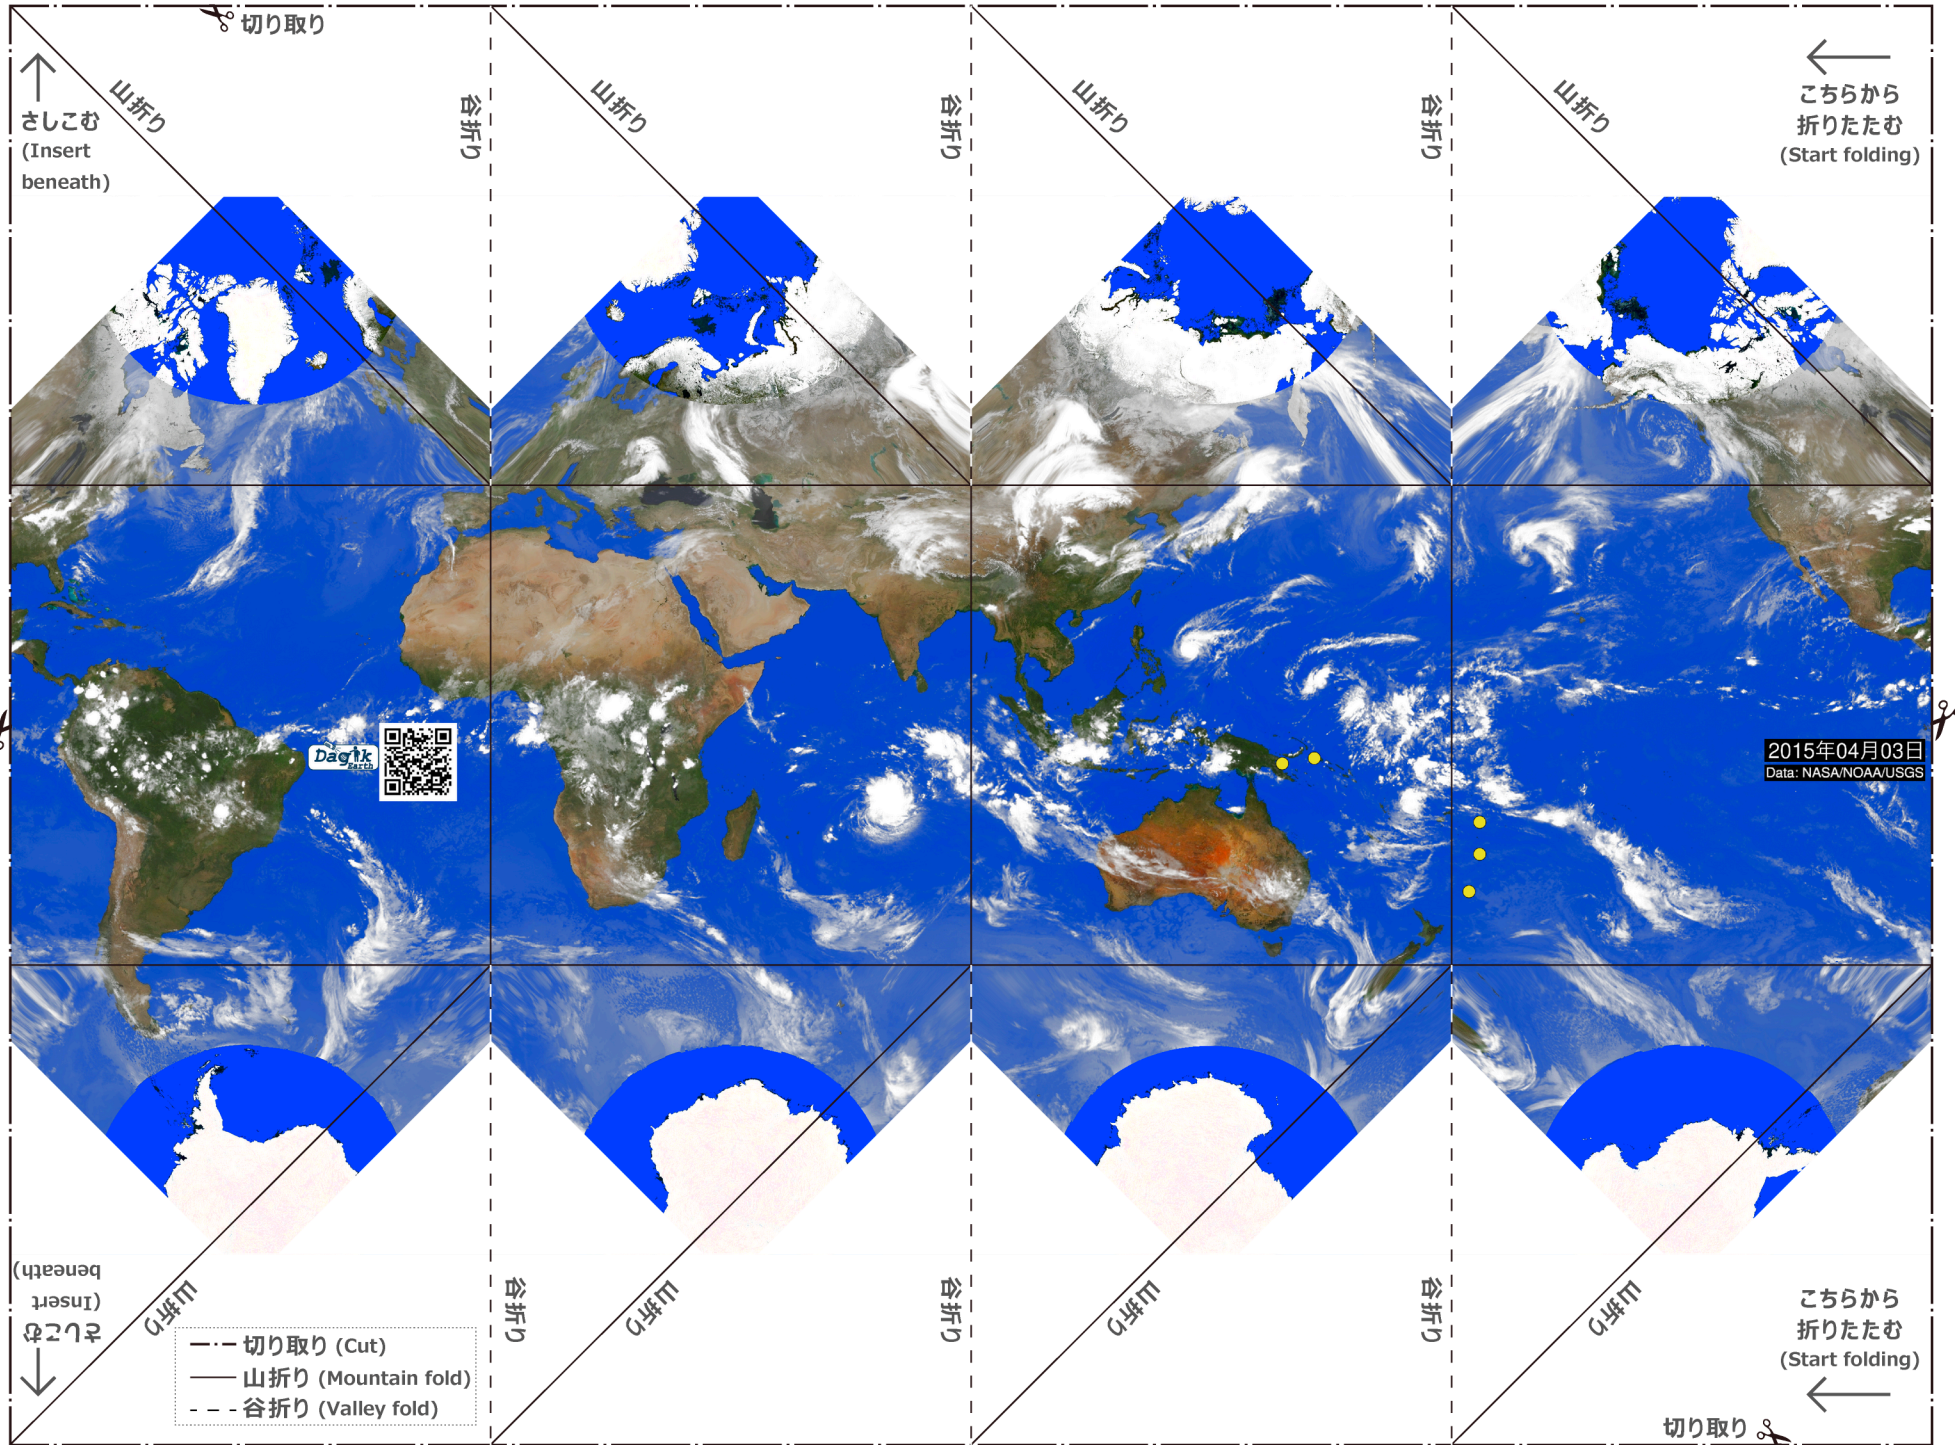 切り取り
さしこむ
(Insert
beneath)
山折り
谷折り
山折り
谷折り
山折り
谷折り
山折り
こちらから
折りたたむ
(Start folding)
Dagik
Earth
2015年04月03日
Data: NASA/NOAA/USGS
さしこむ
(Insert
beneath)
山折り
谷折り
山折り
谷折り
山折り
谷折り
山折り
こちらから
折りたたむ
(Start folding)
切り取り (Cut)
山折り (Mountain fold)
谷折り (Valley fold)
切り取り